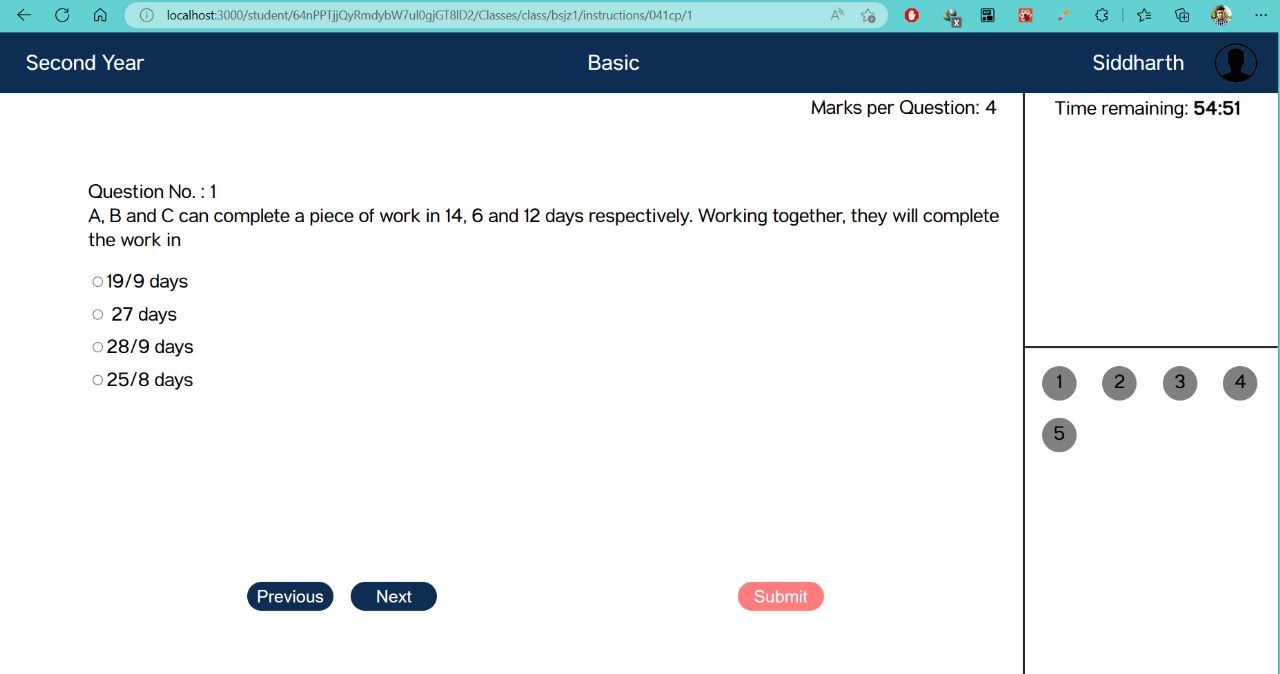 localhost:3000/student/64nPPTjjQyRmdybW7ul0gjGT8lD2/Classes/class/bsjz1/instructions/041cp/1
Second Year
Basic
Siddharth
Marks per Question: 4
Time remaining: 54:51
Question No. : 1
A, B and C can complete a piece of work in 14, 6 and 12 days respectively. Working together, they will complete
the work in
19/9 days
27 days
28/9 days
25/8 days
1 2 3 4
5
Previous
Next
Submit